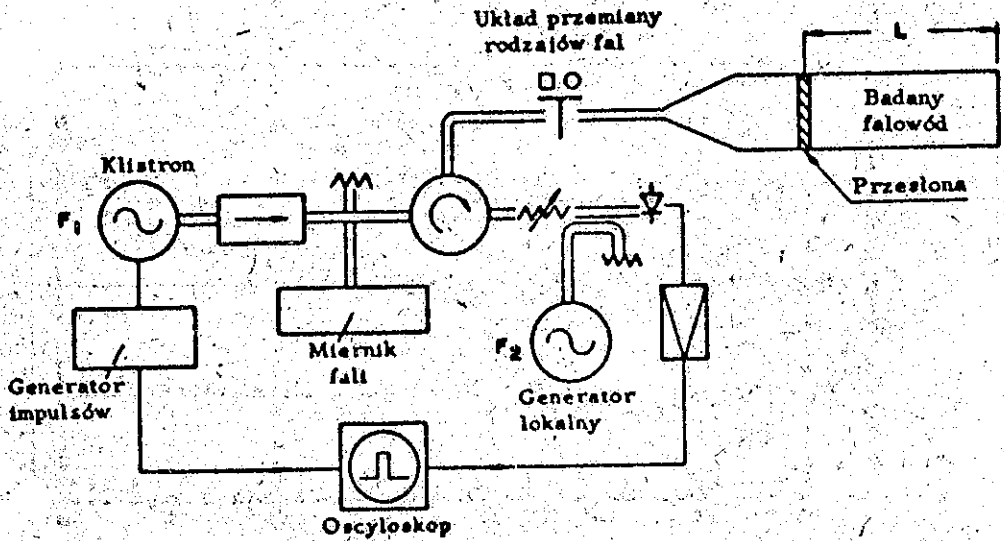 Układ przemiany
rodzajów fal
L
Badany
falowód
Przesłona
Klistron
F1
Miernik
fali
F2
Generator
lokalny
Generator
impulsów
Oscyloskop